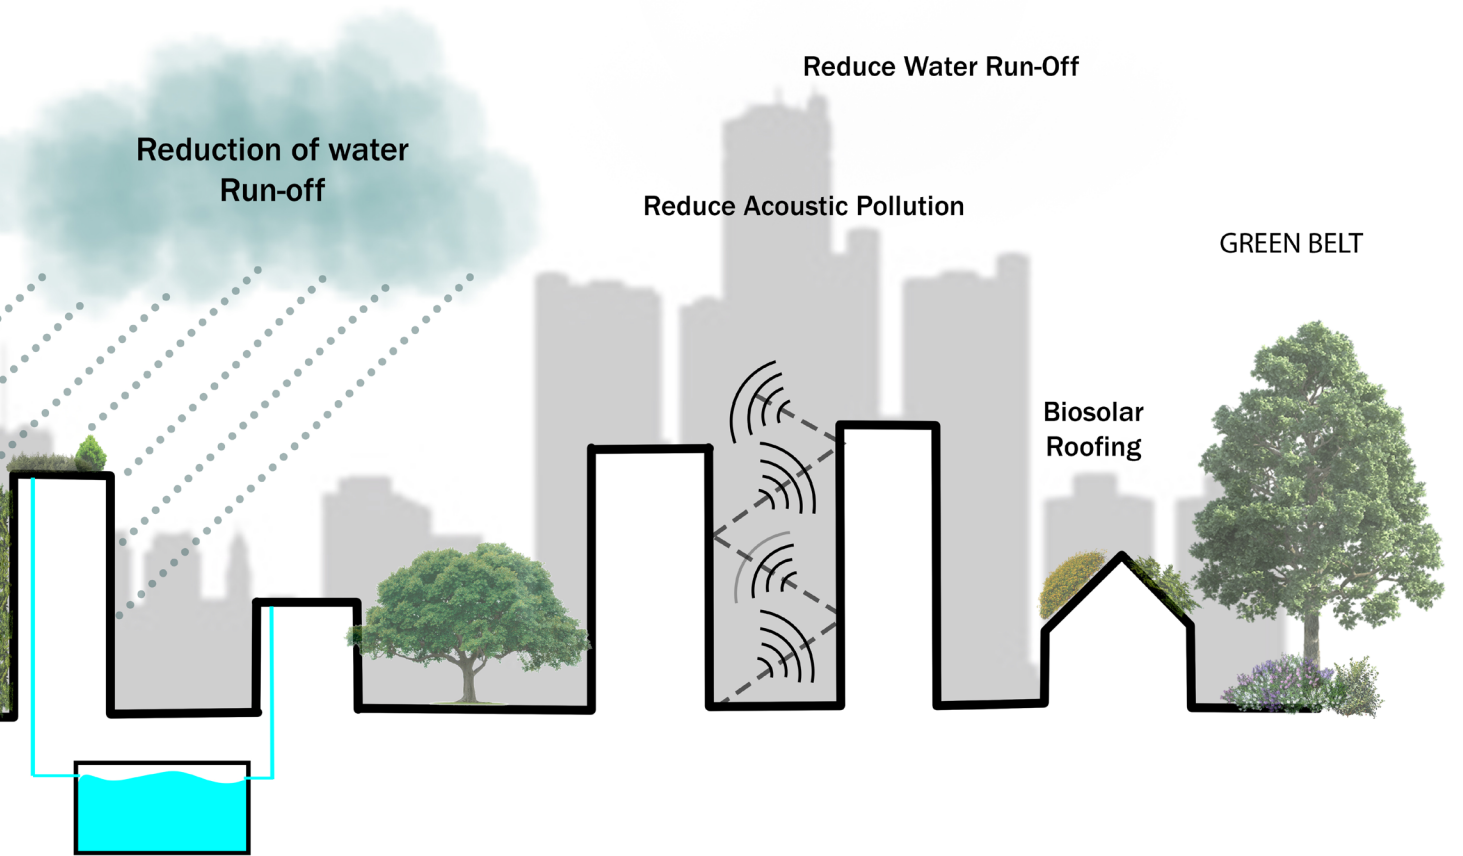 Reduction of water
Run-off
Reduce Water Run-Off
Reduce Acoustic Pollution
GREEN BELT
Biosolar
Roofing